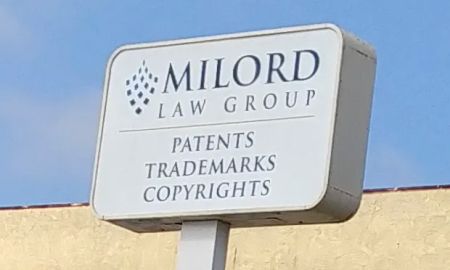 MILORD
LAW GROUP
PATENTS
TRADEMARKS
COPYRIGHTS